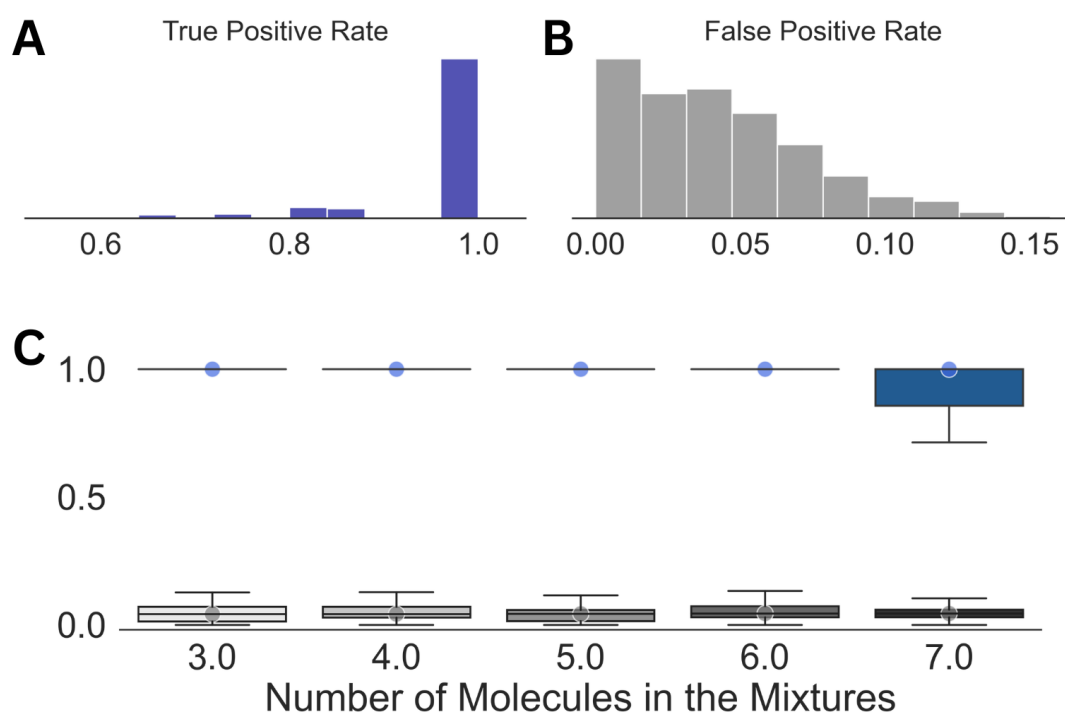 A
True Positive Rate
B
False Positive Rate
0.6 0.8 1.0
0.00 0.05 0.10 0.15
C
1.0
0.5
0.0
3.0 4.0 5.0 6.0 7.0
Number of Molecules in the Mixtures